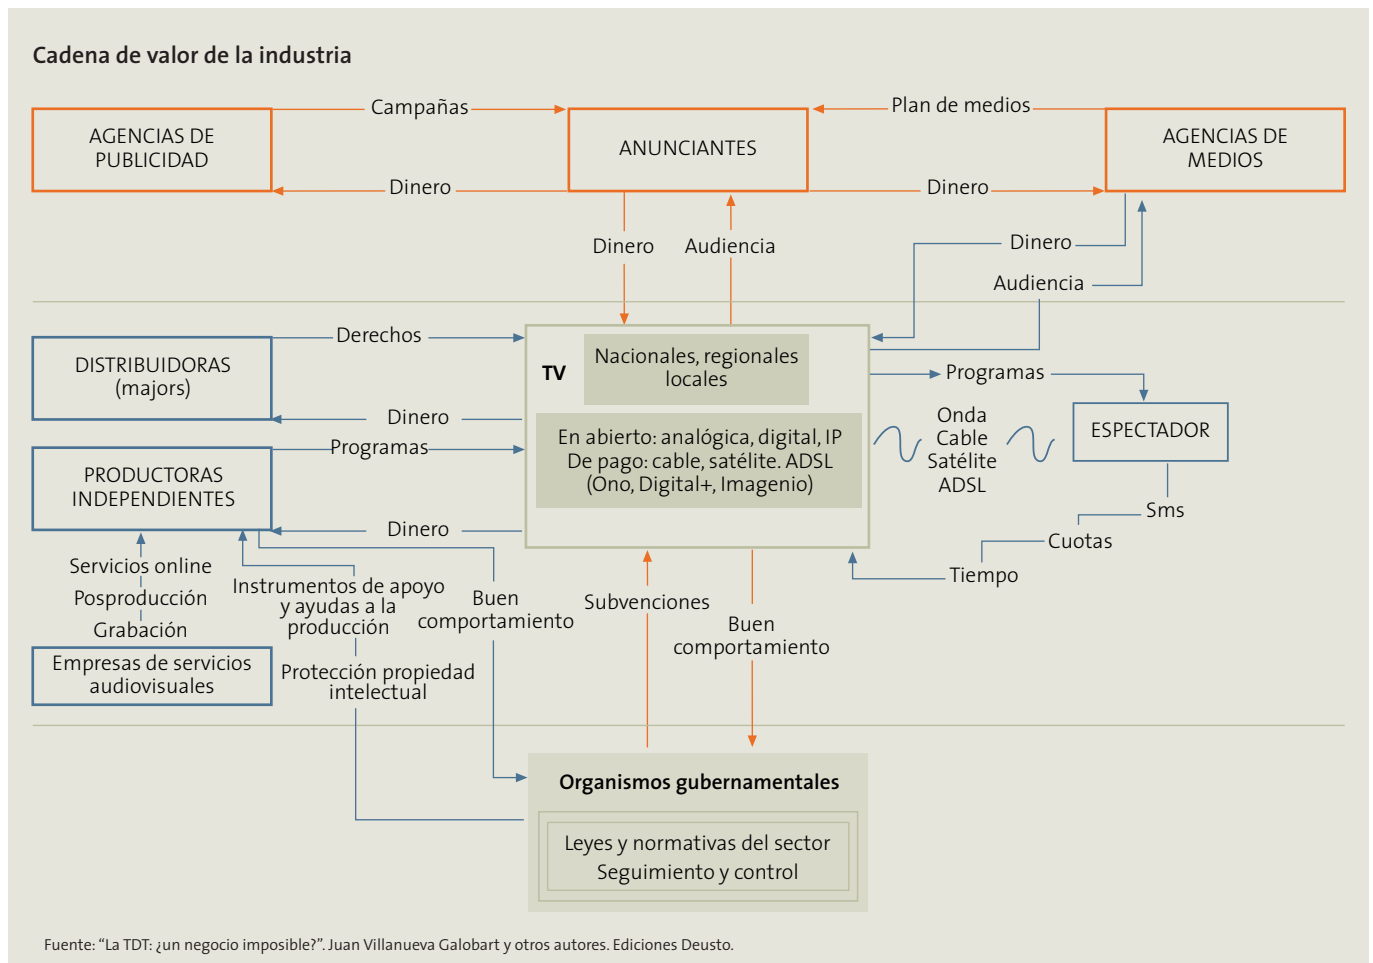 Cadena de valor de la industria
AGENCIAS DE
PUBLICIDAD
Campañas
Dinero
ANUNCIANTES
Plan de medios
Dinero
AGENCIAS DE
MEDIOS
Dinero
Audiencia
Dinero
Audiencia
DISTRIBUIDORAS
(majors)
Derechos
Dinero
PRODUCTORAS
INDEPENDIENTES
Programas
Dinero
TV
Nacionales, regionales
locales
En abierto: analógica, digital, IP
De pago: cable, satélite. ADSL
(Ono, Digital+, Imagenio)
Programas
Onda
Cable
Satélite
ADSL
ESPECTADOR
Sms
Cuotas
Tiempo
Servicios online
Posproducción
Grabación
Empresas de servicios
audiovisuales
Instrumentos de apoyo
y ayudas a la
producción
Protección propiedad
intelectual
Buen
comportamiento
Subvenciones
Buen
comportamiento
Organismos gubernamentales
Leyes y normativas del sector
Seguimiento y control
Fuente: “La TDT: ¿un negocio imposible?”. Juan Villanueva Galobart y otros autores. Ediciones Deusto.